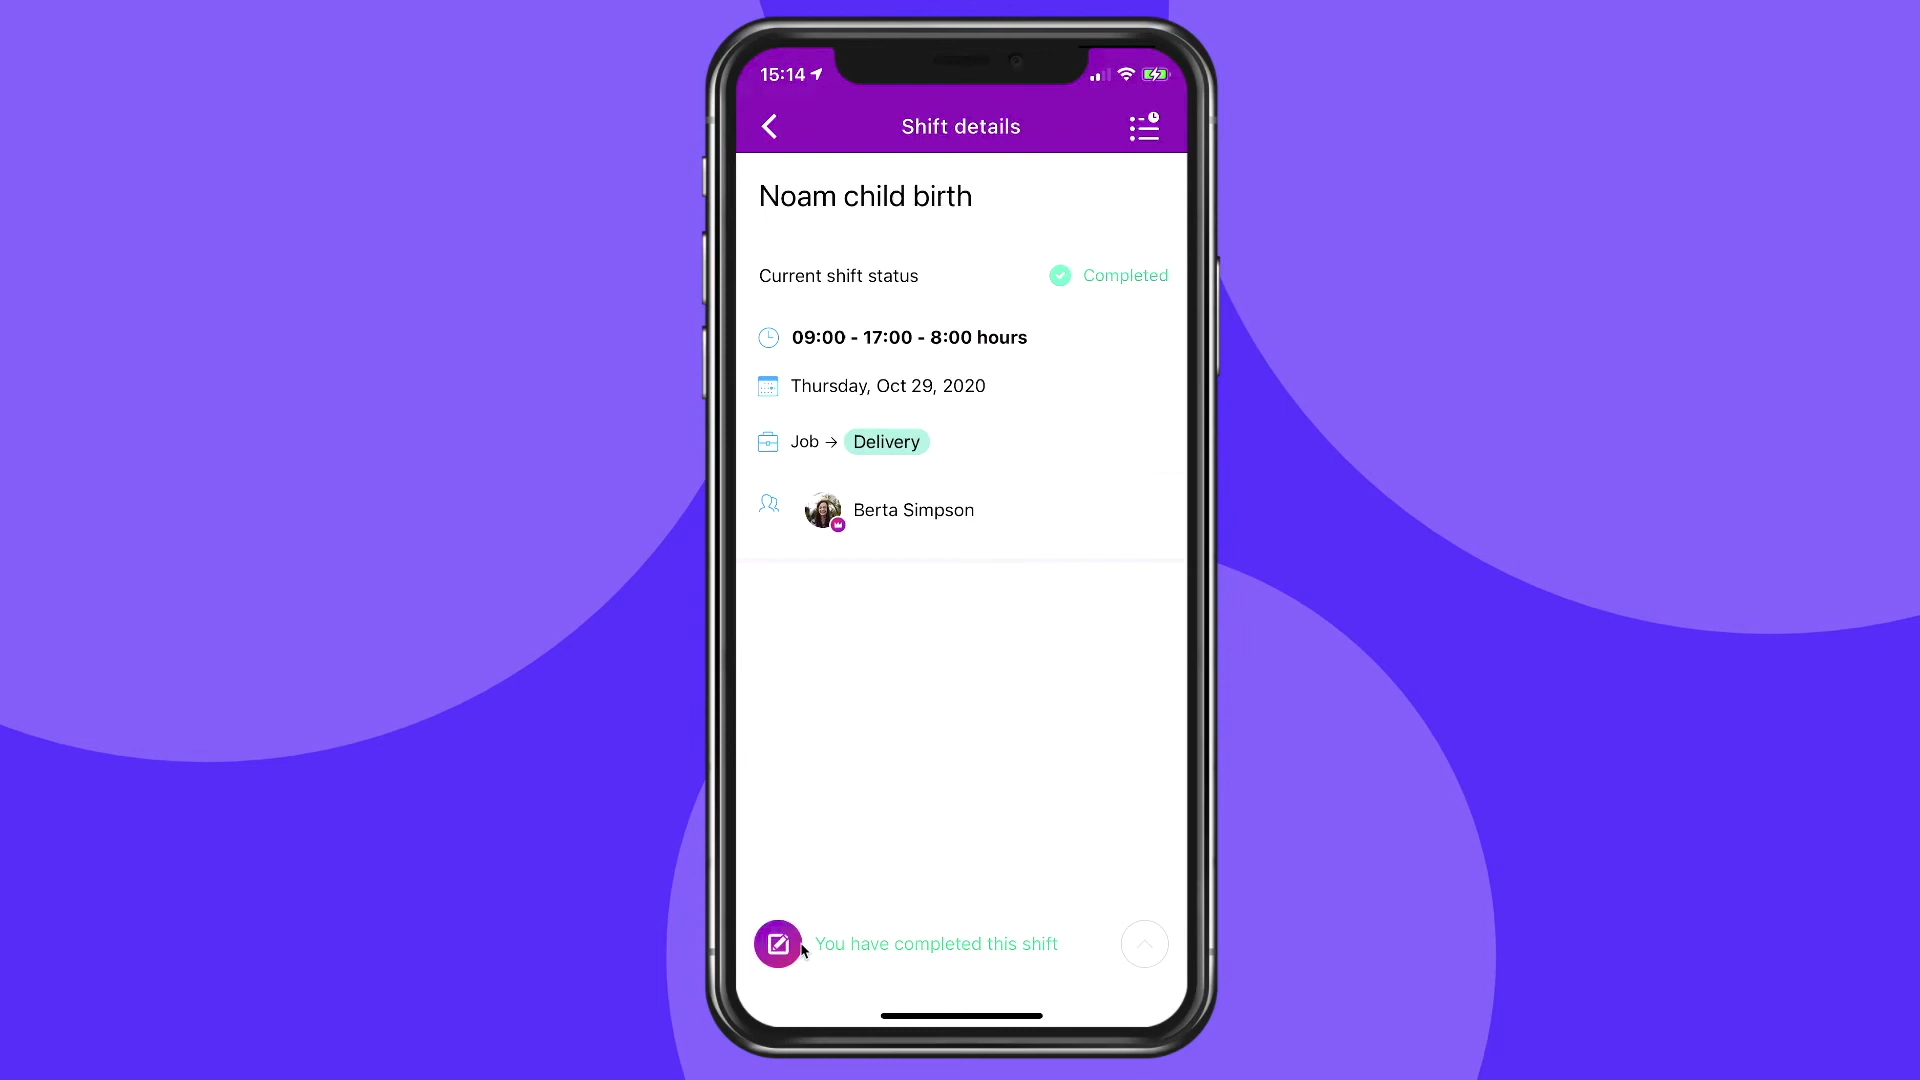 15:14
Shift details
Noam child birth
Current shift status
Completed
09:00 - 17:00 - 8:00 hours
Thursday, Oct 29, 2020
Job → Delivery
Berta Simpson
You have completed this shift